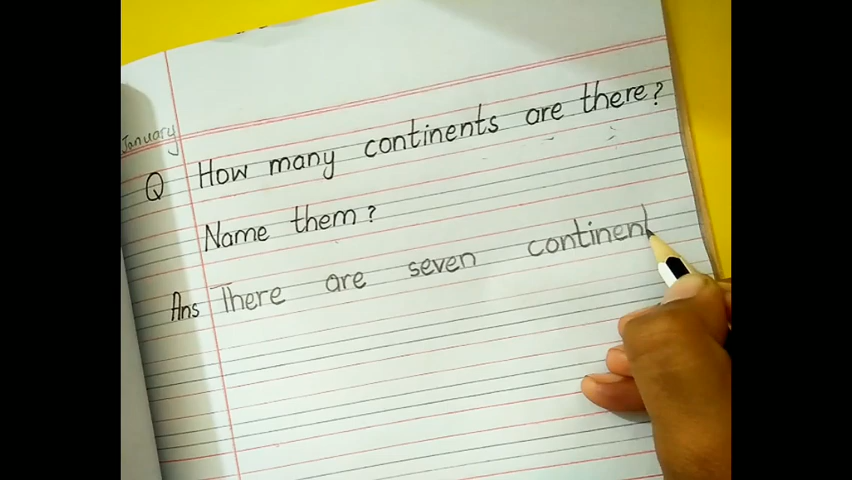 January
Q How many continents are there?
Name them?
Ans There are seven continent